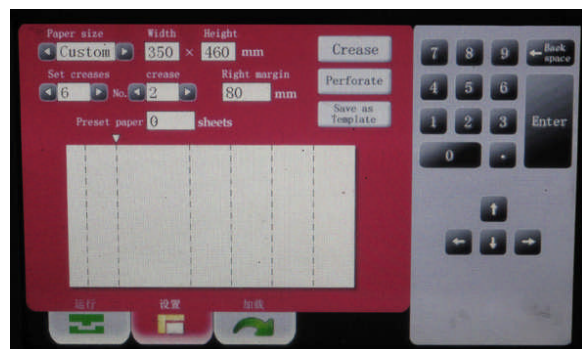 Paper size Width Height
Custom 350 × 460 mm
Set creases crease Right margin
6 No. 2 80 mm
Preset paper 0 sheets
Crease
Perforate
Save as
Template
7 8 9 ←Back
space
4 5 6
1 2 3 Enter
0 .
↑
← ↓ →
运行 设置 加载